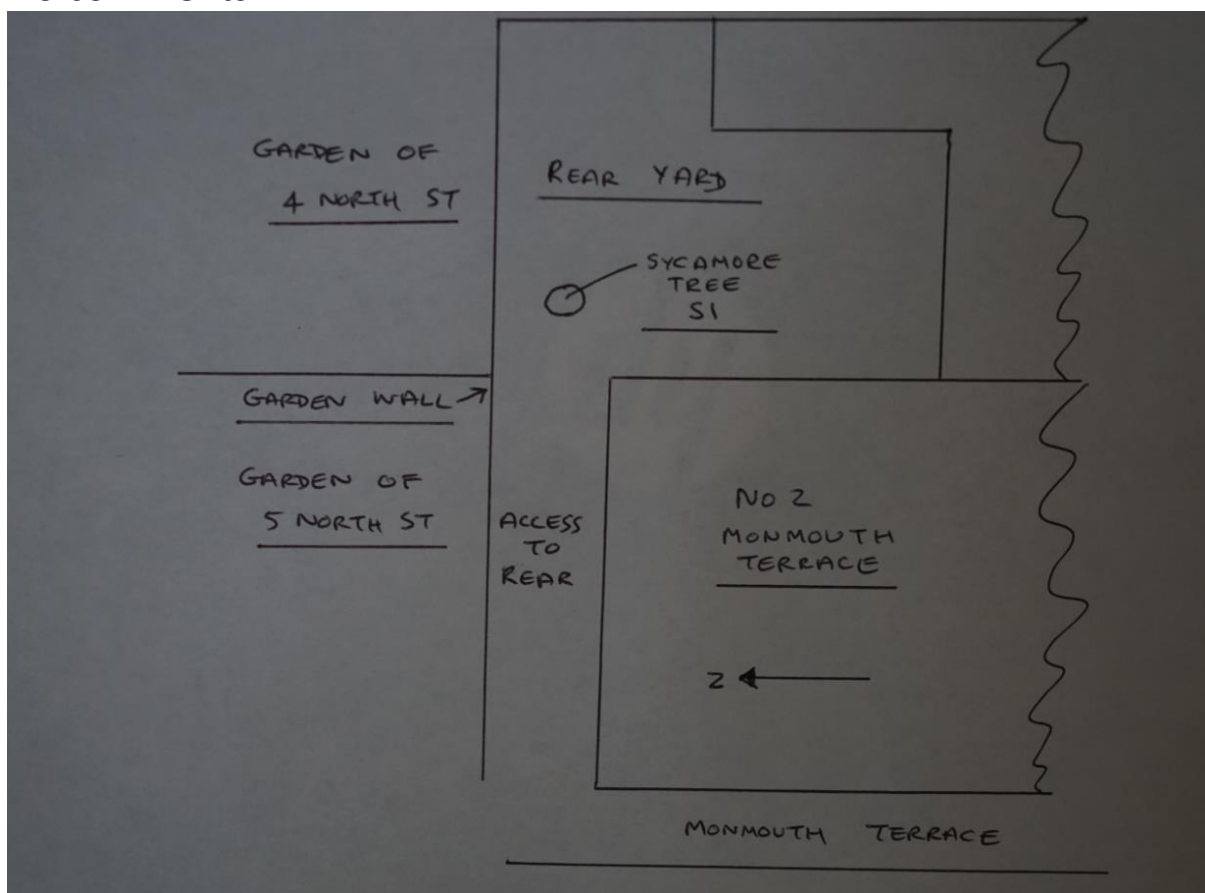 GARDEN OF
4 NORTH ST
REAR YARD
SYCAMORE
TREE
S1
GARDEN WALL
GARDEN OF
5 NORTH ST
ACCESS
TO
REAR
NO 2
MONMOUTH
TERRACE
N
MONMOUTH TERRACE